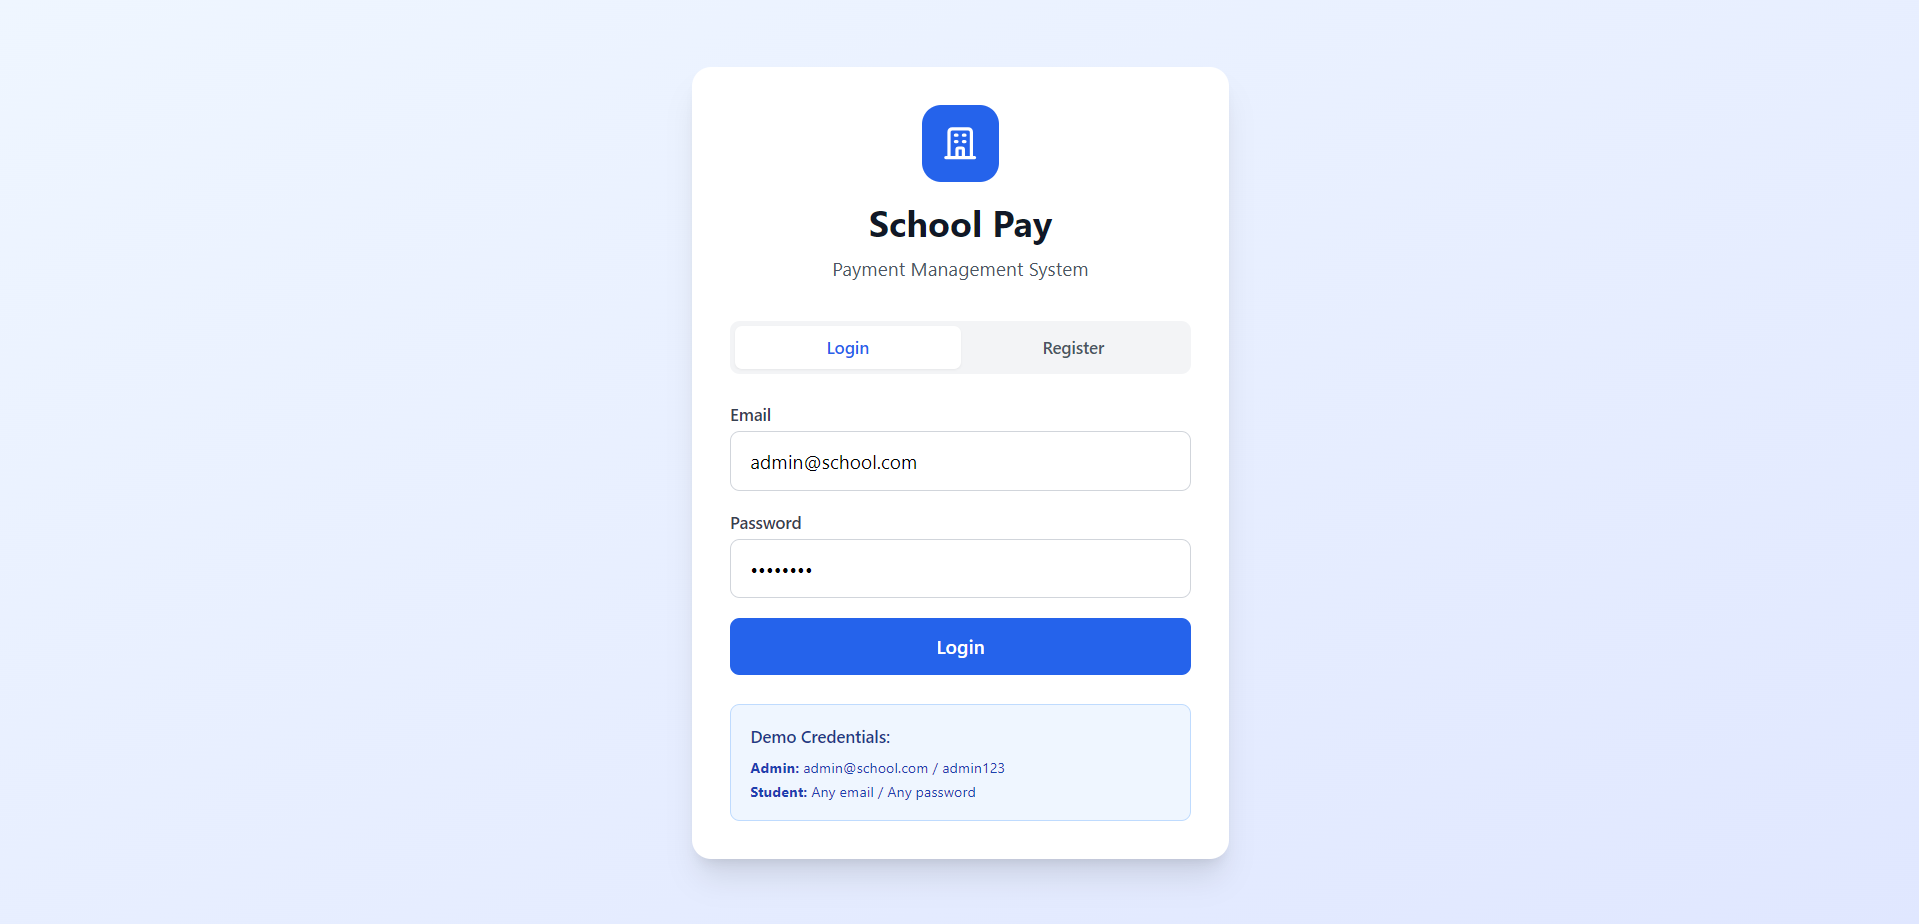 School Pay
Payment Management System
Login Register
Email
admin@school.com
Password
••••••••
Login
Demo Credentials:
Admin: admin@school.com / admin123
Student: Any email / Any password